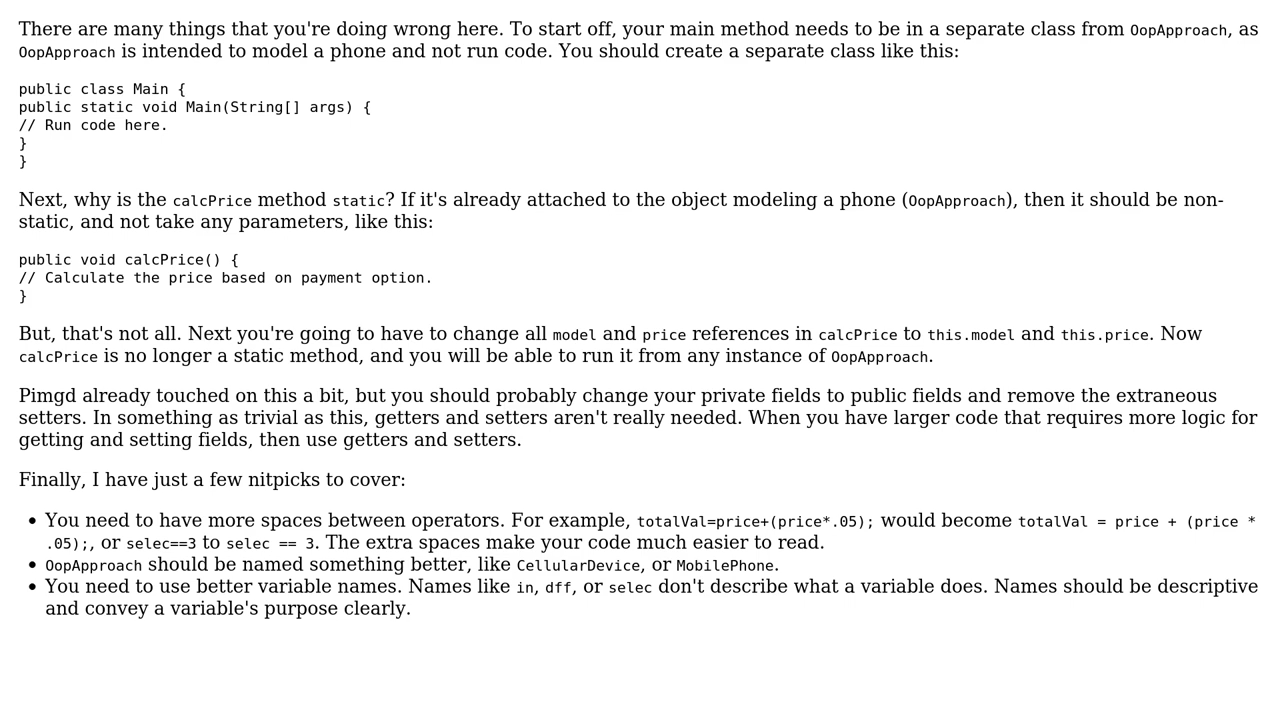 There are many things that you're doing wrong here. To start off, your main method needs to be in a separate class from OopApproach, as
OopApproach is intended to model a phone and not run code. You should create a separate class like this:
public class Main {
public static void Main(String[] args) {
// Run code here.
}
}
Next, why is the calcPrice method static? If it's already attached to the object modeling a phone (OopApproach), then it should be non-
static, and not take any parameters, like this:
public void calcPrice() {
// Calculate the price based on payment option.
}
But, that's not all. Next you're going to have to change all model and price references in calcPrice to this.model and this.price. Now
calcPrice is no longer a static method, and you will be able to run it from any instance of OopApproach.
Pimgd already touched on this a bit, but you should probably change your private fields to public fields and remove the extraneous
setters. In something as trivial as this, getters and setters aren't really needed. When you have larger code that requires more logic for
getting and setting fields, then use getters and setters.
Finally, I have just a few nitpicks to cover:
• You need to have more spaces between operators. For example, totalVal=price+(price*.05); would become totalVal = price + (price *
.05);, or selec==3 to selec == 3. The extra spaces make your code much easier to read.
• OopApproach should be named something better, like CellularDevice, or MobilePhone.
• You need to use better variable names. Names like in, dff, or selec don't describe what a variable does. Names should be descriptive
and convey a variable's purpose clearly.